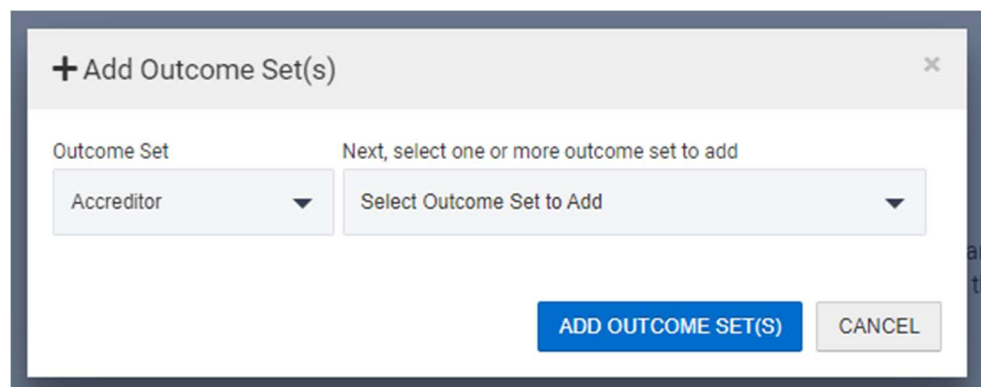 + Add Outcome Set(s)
×
Outcome Set
Next, select one or more outcome set to add
Accreditor
Select Outcome Set to Add
ADD OUTCOME SET(S)
CANCEL